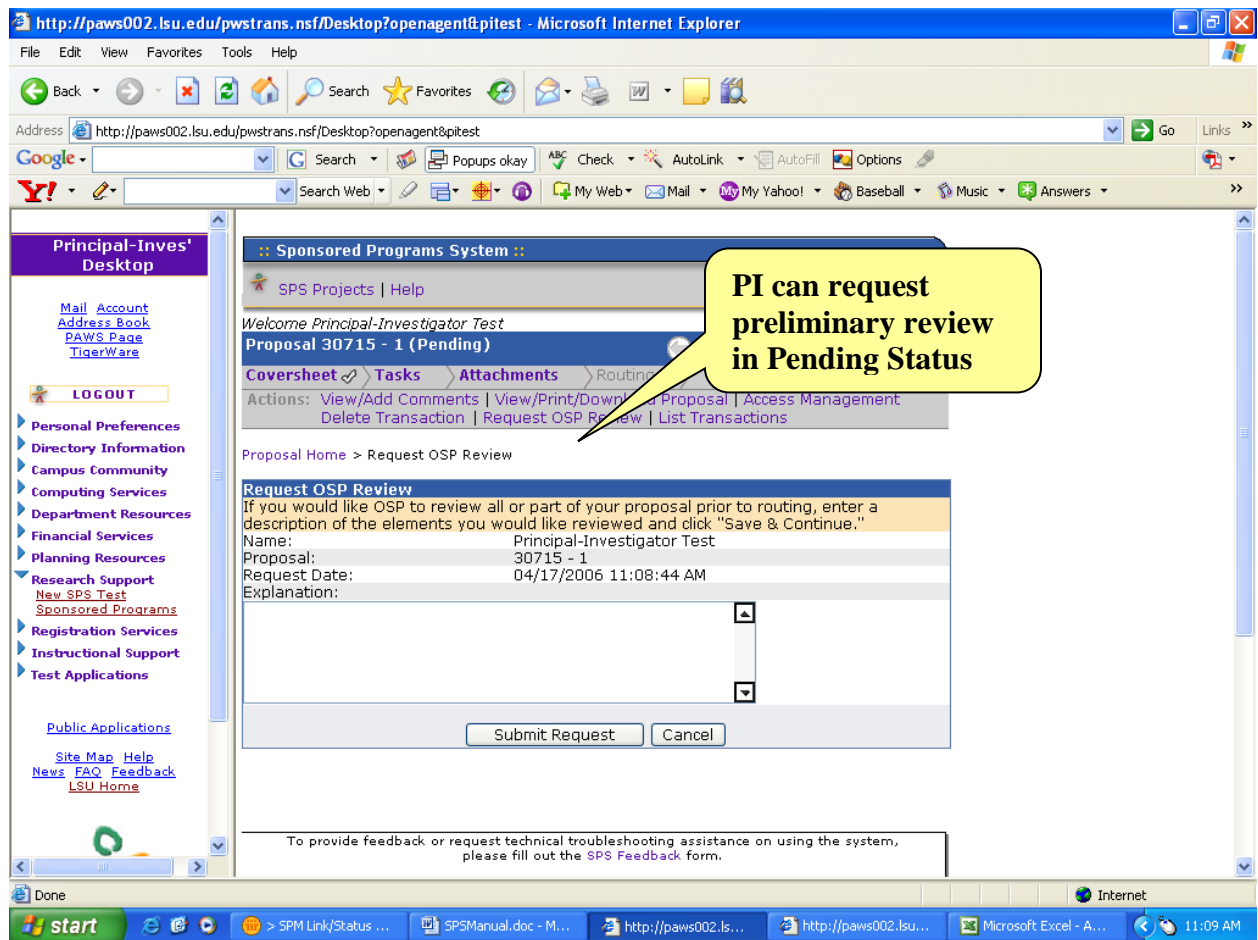 http://paws002.lsu.edu/pwstrans.nsf/Desktop?openagent&pitest - Microsoft Internet Explorer
File Edit View Favorites Tools Help
Back Search Favorites
Address http://paws002.lsu.edu/pwstrans.nsf/Desktop?openagent&pitest Go Links »
Google Search Popups okay ABC Check AutoLink AutoFill Options
Y! Search Web My Web Mail My My Yahoo! Baseball Music Answers »
Principal-Inves'
Desktop
Mail Account
Address Book
PAWS Page
TigerWare
LOGOUT
Personal Preferences
Directory Information
Campus Community
Computing Services
Department Resources
Financial Services
Planning Resources
Research Support
New SPS Test
Sponsored Programs
Registration Services
Instructional Support
Test Applications
Public Applications
Site Map Help
News FAQ Feedback
LSU Home
:: Sponsored Programs System ::
SPS Projects | Help
Welcome Principal-Investigator Test
Proposal 30715 - 1 (Pending)
Coversheet Tasks Attachments Routing
Actions: View/Add Comments | View/Print/Download Proposal | Access Management
Delete Transaction | Request OSP Review | List Transactions
PI can request
preliminary review
in Pending Status
Proposal Home > Request OSP Review
Request OSP Review
If you would like OSP to review all or part of your proposal prior to routing, enter a
description of the elements you would like reviewed and click "Save & Continue."
Name: Principal-Investigator Test
Proposal: 30715 - 1
Request Date: 04/17/2006 11:08:44 AM
Explanation:
Submit Request Cancel
To provide feedback or request technical troubleshooting assistance on using the system,
please fill out the SPS Feedback form.
Done Internet
start > SPM Link/Status ... SPSManual.doc - M... http://paws002.ls... http://paws002.lsu... Microsoft Excel - A... 11:09 AM